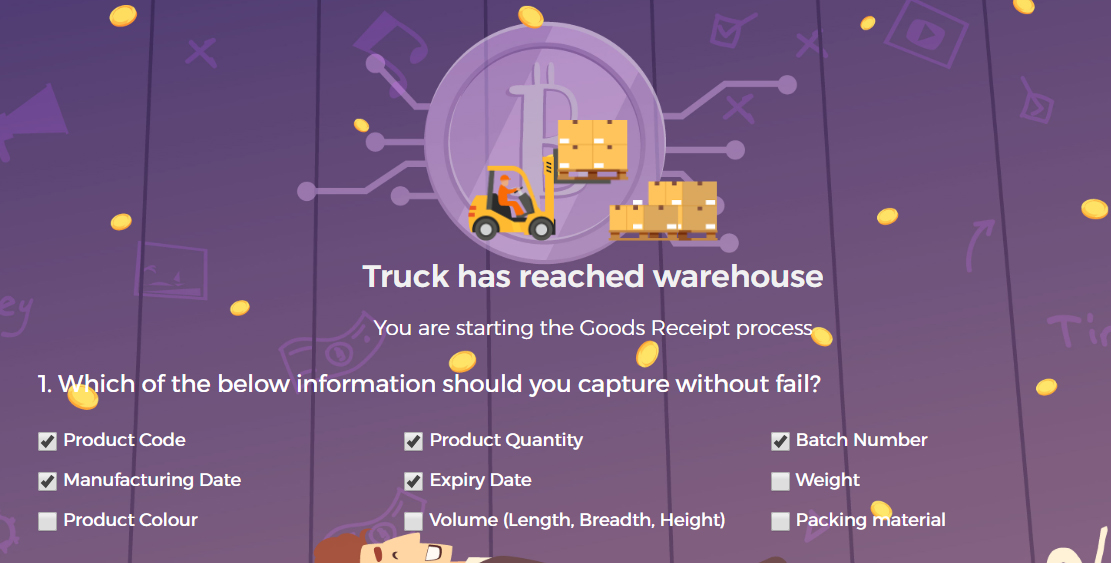 Truck has reached warehouse
You are starting the Goods Receipt process
1. Which of the below information should you capture without fail?
Product Code
Product Quantity
Batch Number
Manufacturing Date
Expiry Date
Weight
Product Colour
Volume (Length, Breadth, Height)
Packing material